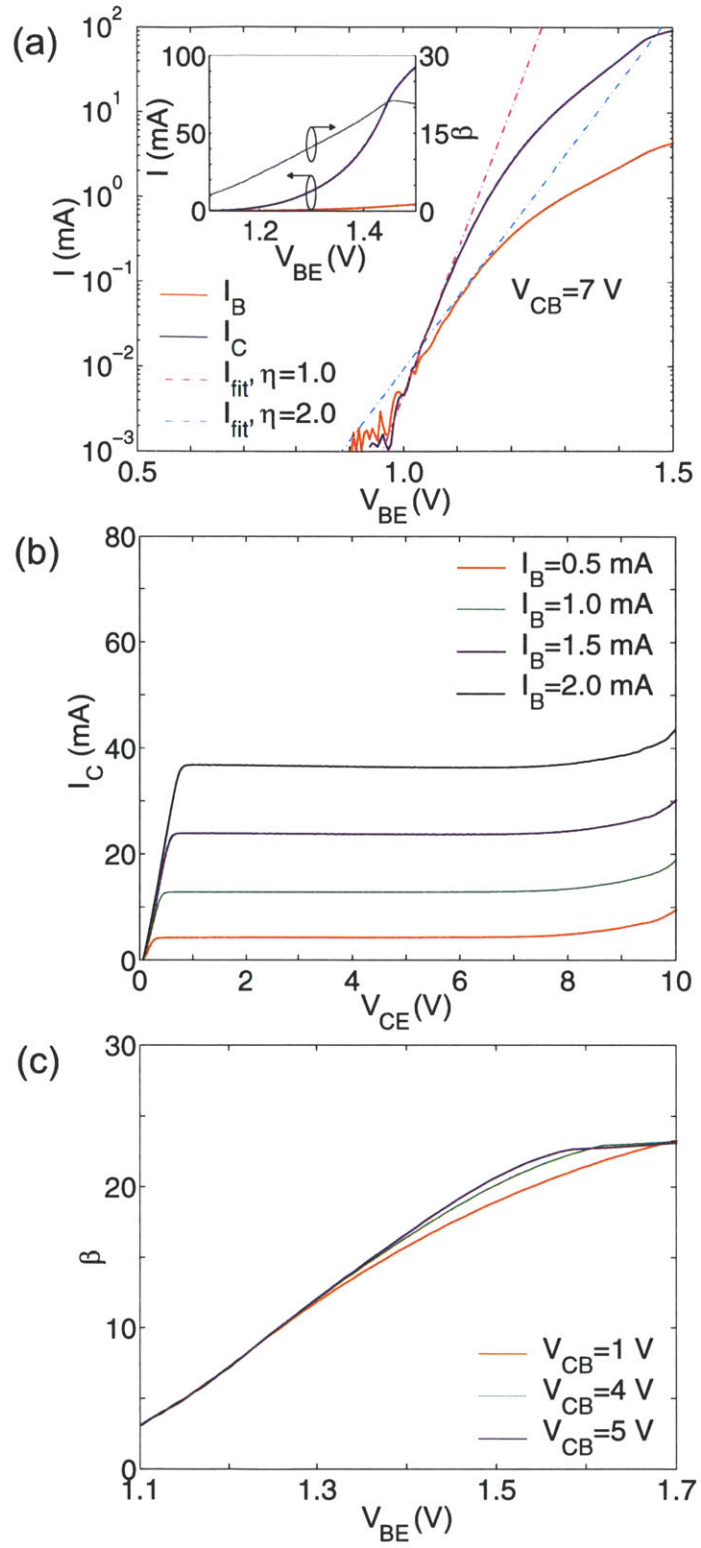 (a)
10^2
10^1
10^0
10^-1
10^-2
10^-3
I (mA)
0.5
1.0
1.5
V_BE (V)
100
50
0
I (mA)
30
15
0
β
1.2
1.4
V_BE (V)
I_B
I_C
I_fit, η=1.0
I_fit, η=2.0
V_CB=7 V
(b)
80
60
40
20
0
I_C (mA)
0
2
4
6
8
10
V_CE (V)
I_B=0.5 mA
I_B=1.0 mA
I_B=1.5 mA
I_B=2.0 mA
(c)
30
20
10
0
β
1.1
1.3
1.5
1.7
V_BE (V)
V_CB=1 V
V_CB=4 V
V_CB=5 V